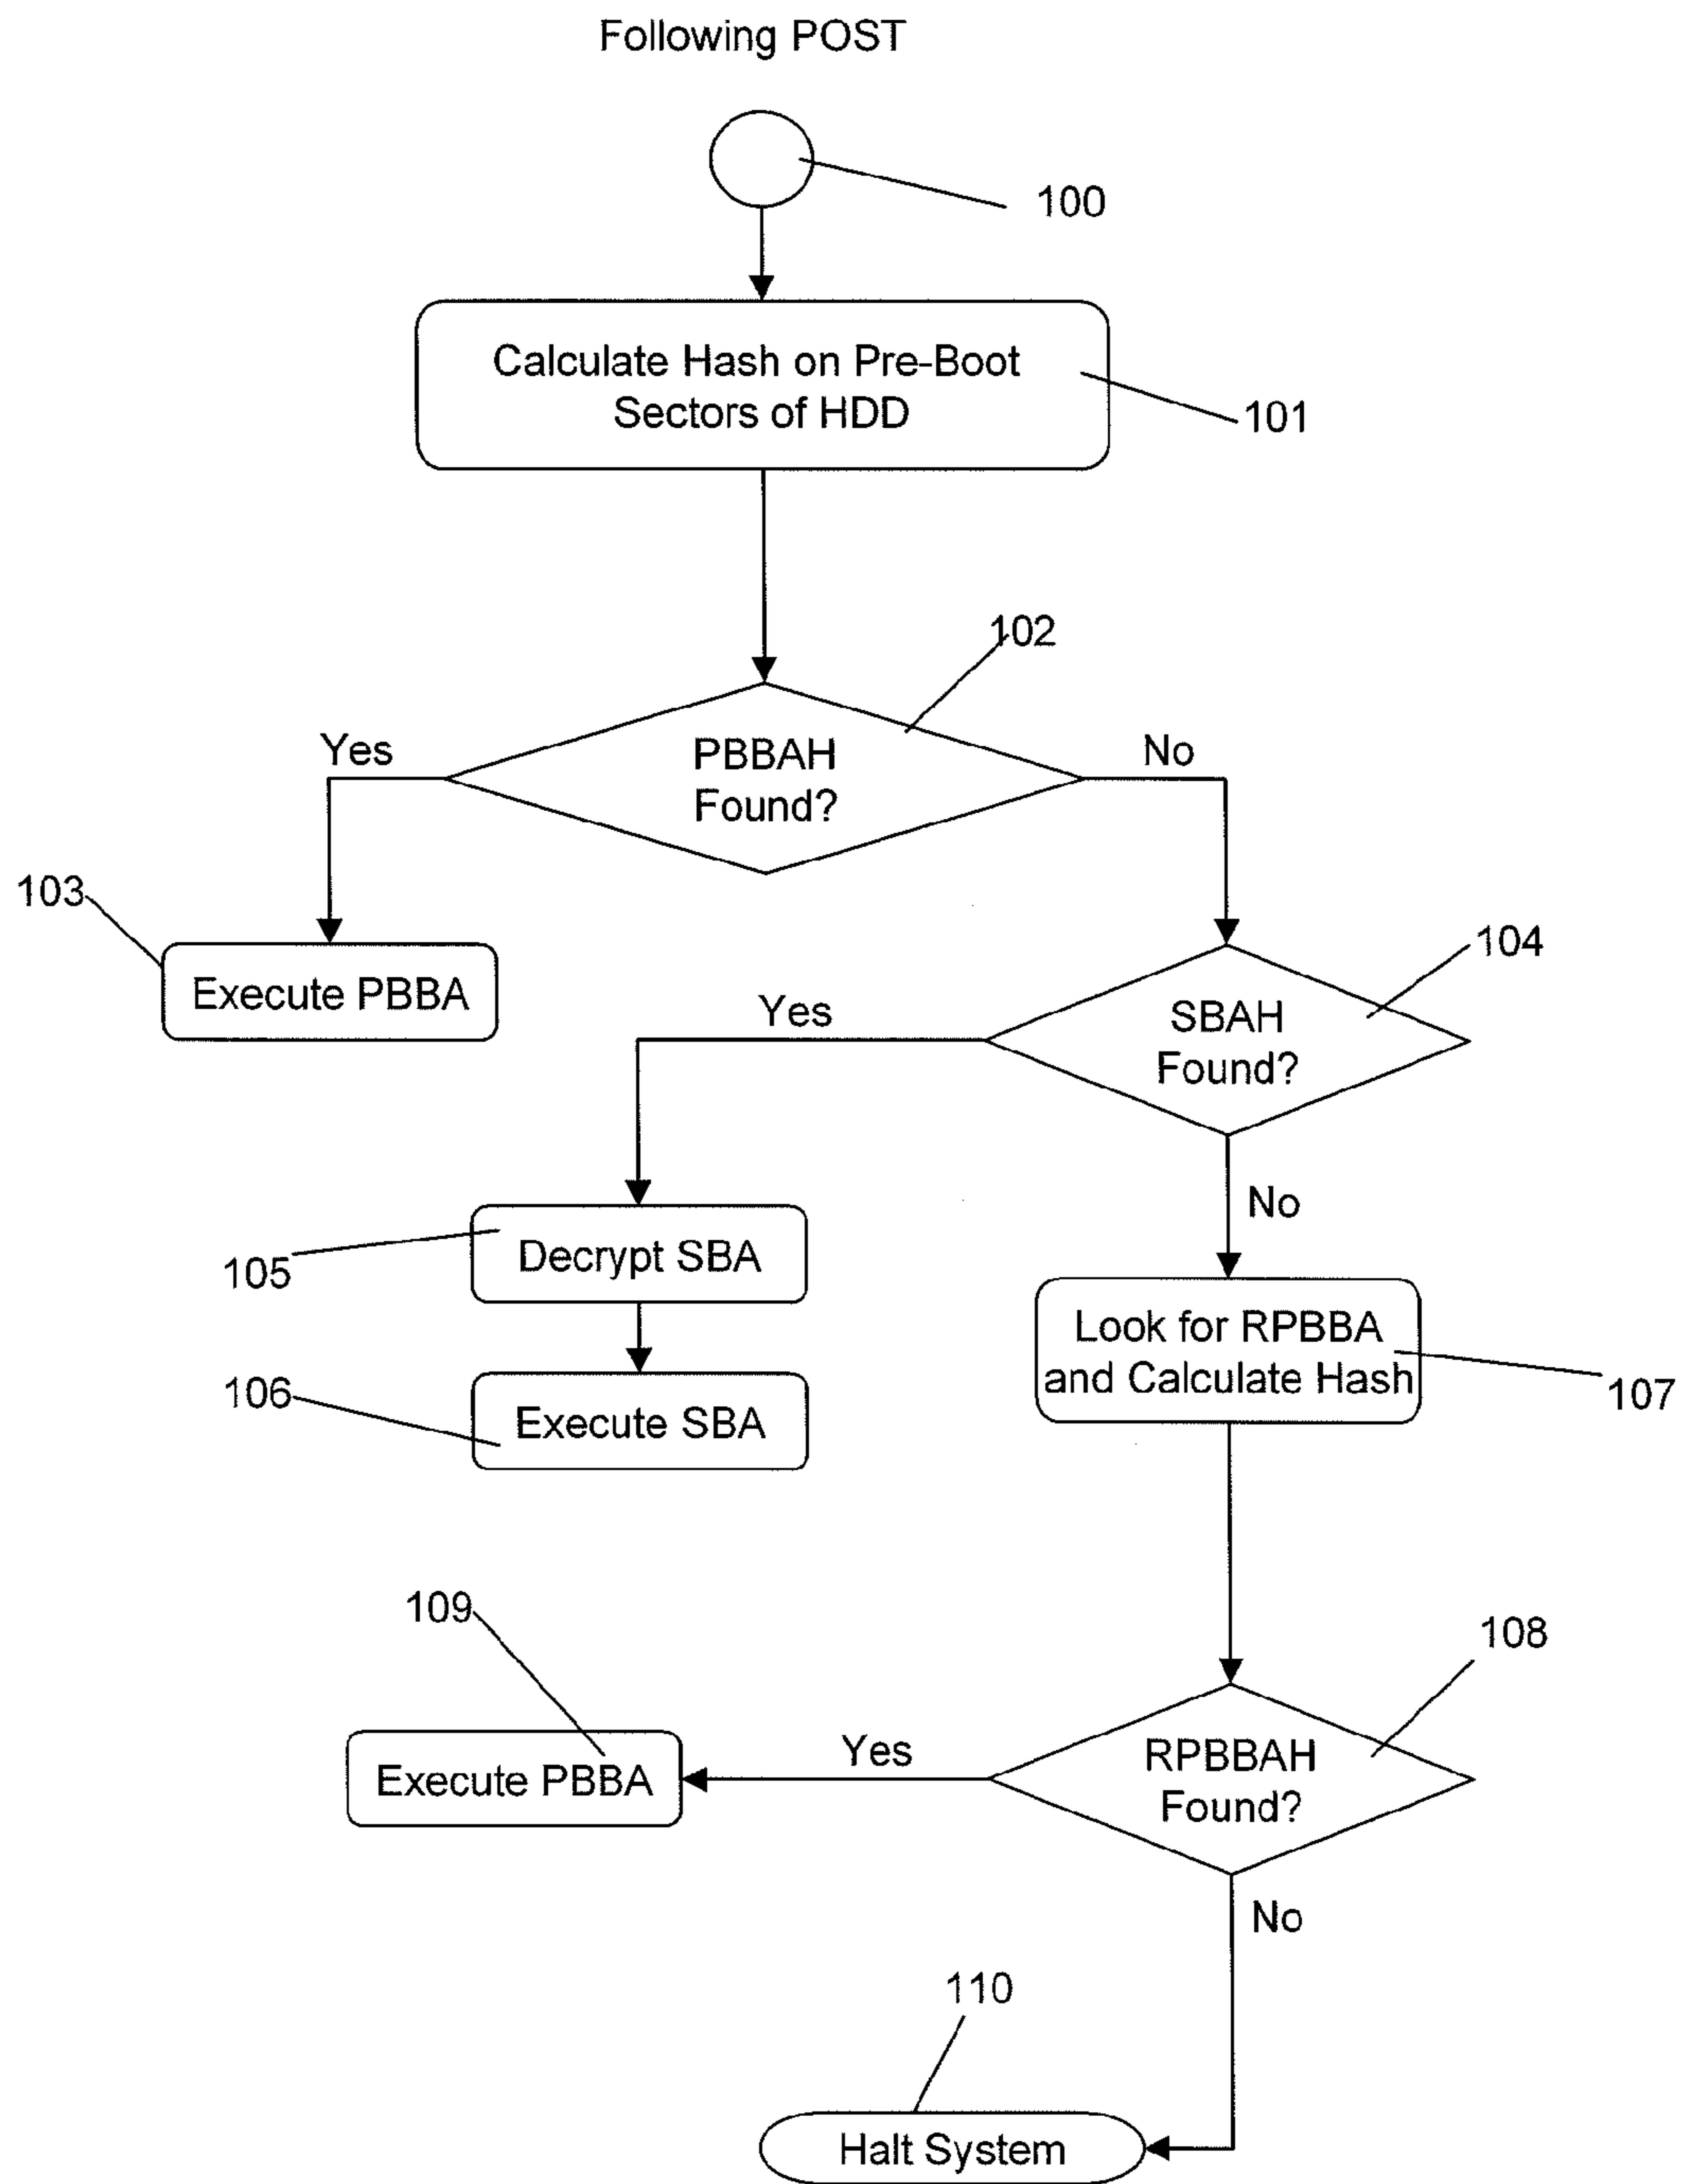 Following POST
100
Calculate Hash on Pre-Boot
Sectors of HDD
101
102
Yes
PBBAH
Found?
No
103
Execute PBBA
104
Yes
SBAH
Found?
No
105
Decrypt SBA
106
Execute SBA
Look for RPBBA
and Calculate Hash
107
109
108
Execute PBBA
Yes
RPBBAH
Found?
No
110
Halt System